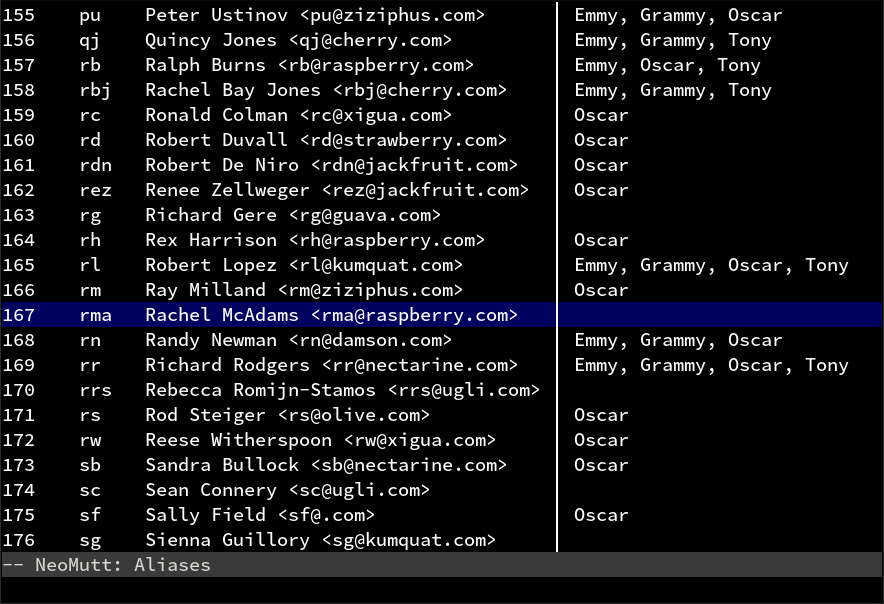 155 pu Peter Ustinov <pu@ziziphus.com> Emmy, Grammy, Oscar
156 qj Quincy Jones <qj@cherry.com> Emmy, Grammy, Tony
157 rb Ralph Burns <rb@raspberry.com> Emmy, Oscar, Tony
158 rbj Rachel Bay Jones <rbj@cherry.com> Emmy, Grammy, Tony
159 rc Ronald Colman <rc@xigua.com> Oscar
160 rd Robert Duvall <rd@strawberry.com> Oscar
161 rdn Robert De Niro <rdn@jackfruit.com> Oscar
162 rez Renee Zellweger <rez@jackfruit.com> Oscar
163 rg Richard Gere <rg@guava.com>
164 rh Rex Harrison <rh@raspberry.com> Oscar
165 rl Robert Lopez <rl@kumquat.com> Emmy, Grammy, Oscar, Tony
166 rm Ray Milland <rm@ziziphus.com> Oscar
167 rma Rachel McAdams <rma@raspberry.com>
168 rn Randy Newman <rn@damson.com> Emmy, Grammy, Oscar
169 rr Richard Rodgers <rr@nectarine.com> Emmy, Grammy, Oscar, Tony
170 rrs Rebecca Romijn-Stamos <rrs@ugli.com>
171 rs Rod Steiger <rs@olive.com> Oscar
172 rw Reese Witherspoon <rw@xigua.com> Oscar
173 sb Sandra Bullock <sb@nectarine.com> Oscar
174 sc Sean Connery <sc@ugli.com>
175 sf Sally Field <sf@.com> Oscar
176 sg Sienna Guillory <sg@kumquat.com>
-- NeoMutt: Aliases